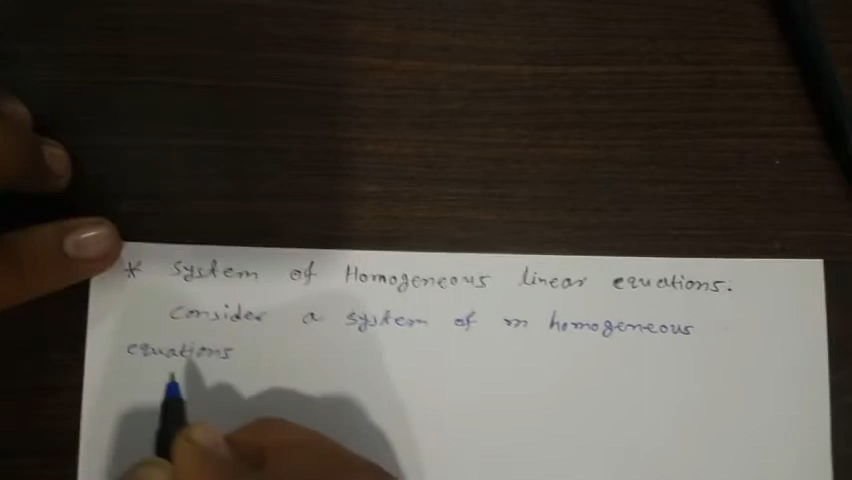 * System of Homogeneous linear equations:
Consider a system of m homogeneous
equations